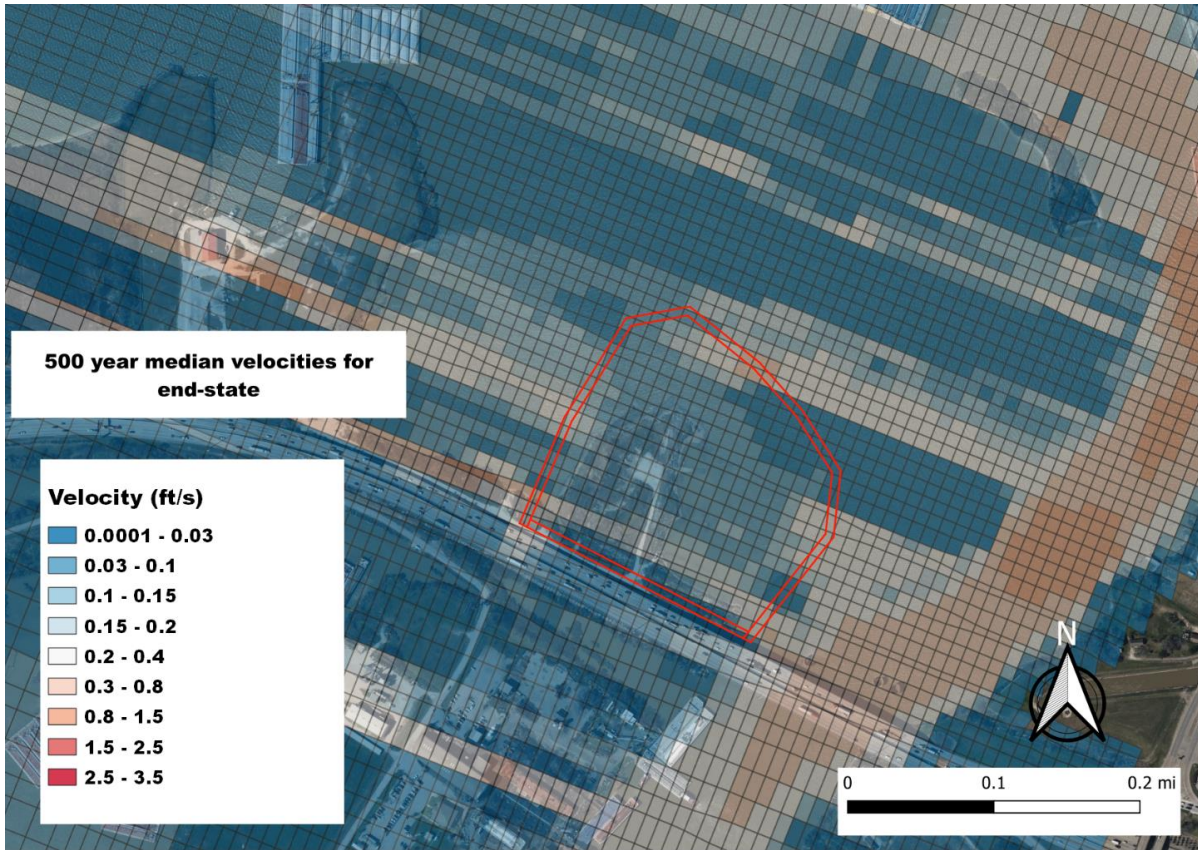 500 year median velocities for
end-state
Velocity (ft/s)
0.0001 - 0.03
0.03 - 0.1
0.1 - 0.15
0.15 - 0.2
0.2 - 0.4
0.3 - 0.8
0.8 - 1.5
1.5 - 2.5
2.5 - 3.5
N
0 0.1 0.2 mi